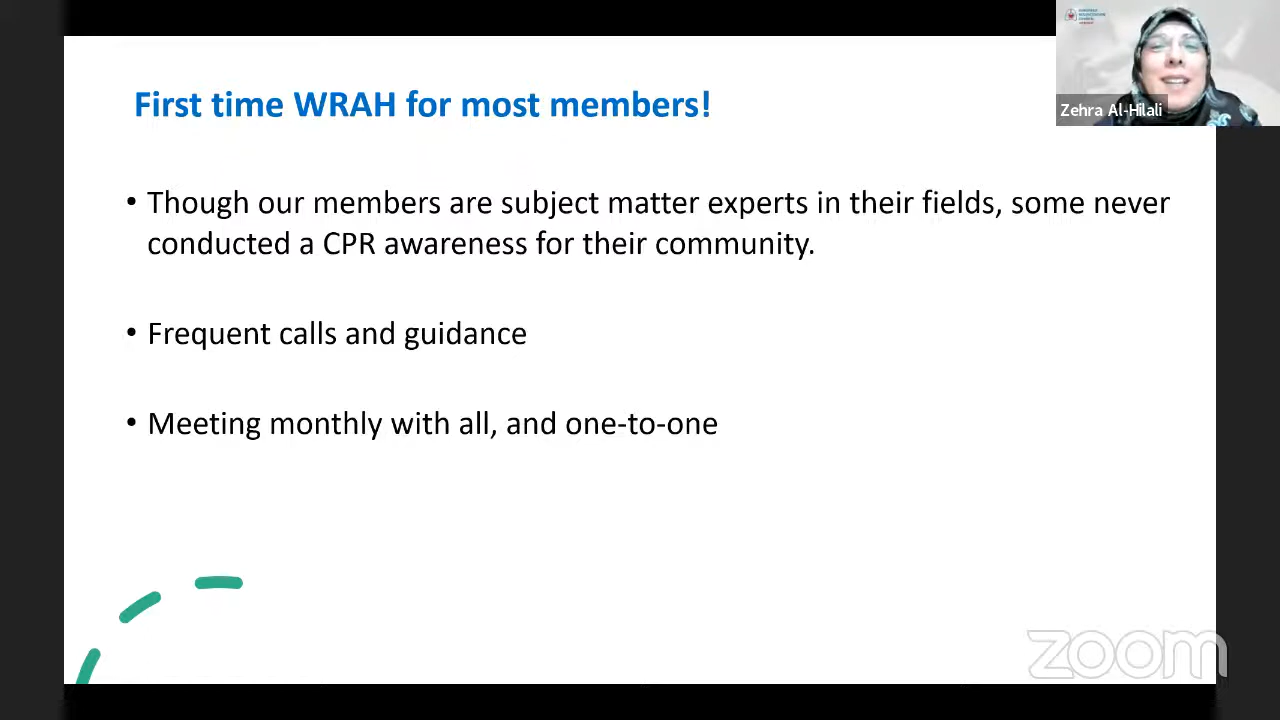 First time WRAH for most members!
• Though our members are subject matter experts in their fields, some never
conducted a CPR awareness for their community.
• Frequent calls and guidance
• Meeting monthly with all, and one-to-one
Zehra Al-Hilali
zoom